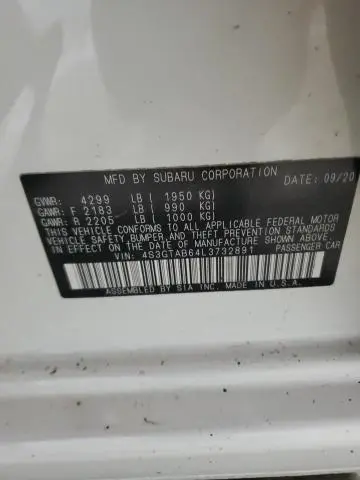 MFD BY SUBARU CORPORATION DATE: 09/20
GVWR: 4299 LB ( 1950 KG)
GAWR: F 2183 LB ( 990 KG)
GAWR: R 2205 LB ( 1000 KG)
THIS VEHICLE CONFORMS TO ALL APPLICABLE FEDERAL MOTOR
VEHICLE SAFETY, BUMPER, AND THEFT PREVENTION STANDARDS
IN EFFECT ON THE DATE OF MANUFACTURE SHOWN ABOVE.
VIN: 4S3GTAB64L3732891 PASSENGER CAR
ASSEMBLED BY SIA INC. MADE IN U.S.A.